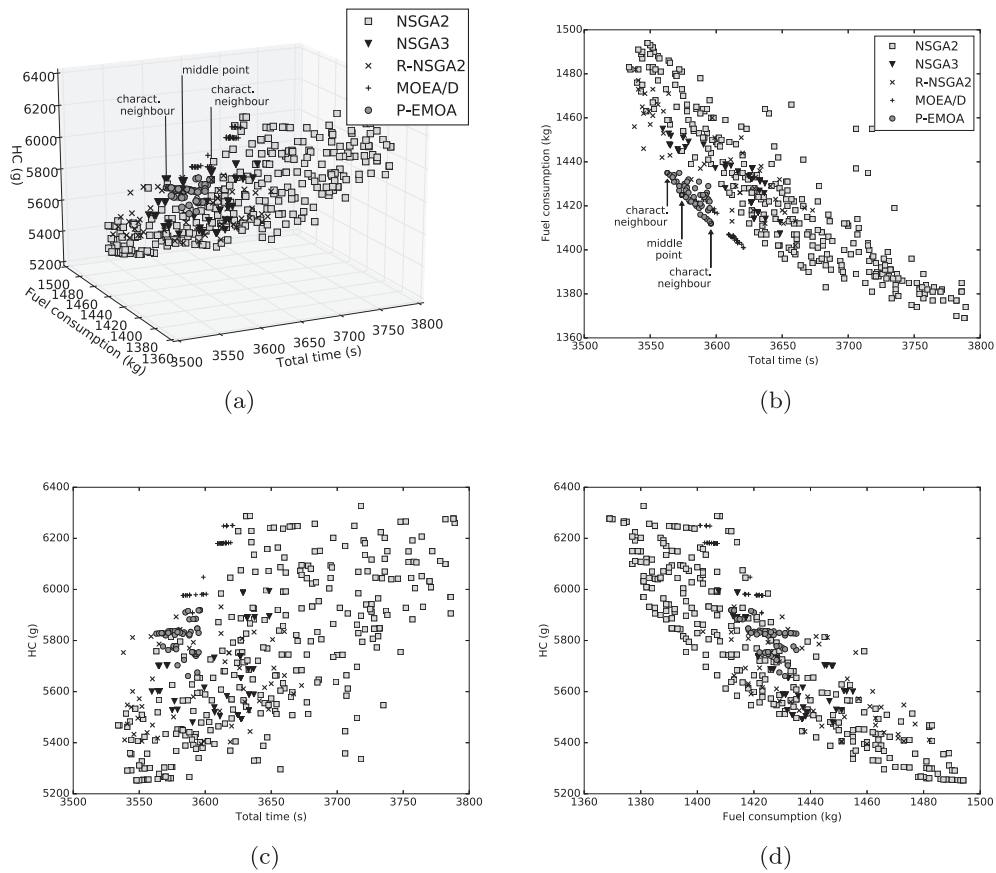 NSGA2
NSGA3
R-NSGA2
MOEA/D
P-EMOA
middle point
charact.
neighbour
charact.
neighbour
6400
6200
6000
5800
5600
5400
5200
HC (g)
1500
1480
1460
1440
1420
1400
1380
1360
Fuel consumption (kg)
3500
3550
3600
3650
3700
3750
3800
Total time (s)
(a)
NSGA2
NSGA3
R-NSGA2
MOEA/D
P-EMOA
1500
1480
1460
1440
1420
1400
1380
1360
Fuel consumption (kg)
charact.
neighbour
middle
point
charact.
neighbour
3500
3550
3600
3650
3700
3750
3800
Total time (s)
(b)
6400
6200
6000
5800
5600
5400
5200
HC (g)
3500
3550
3600
3650
3700
3750
3800
Total time (s)
(c)
6400
6200
6000
5800
5600
5400
5200
HC (g)
1360
1380
1400
1420
1440
1460
1480
1500
Fuel consumption (kg)
(d)